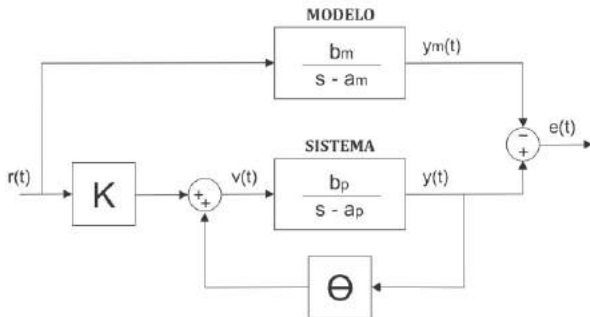 MODELO
bm
s - am
ym(t)
e(t)
r(t)
K
v(t)
SISTEMA
bp
s - ap
y(t)
Θ
−
+
+
+